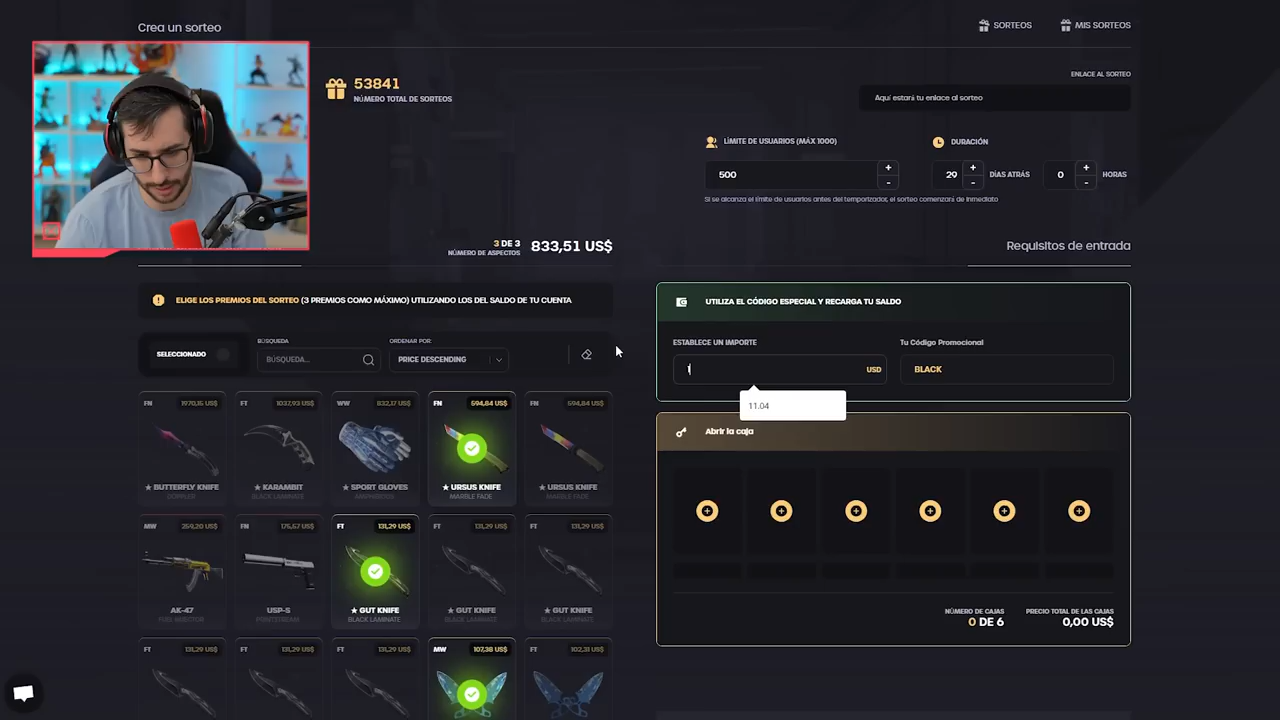 Crea un sorteo
SORTEOS
MIS SORTEOS
53841
NÚMERO TOTAL DE SORTEOS
ENLACE AL SORTEO
Aquí estará tu enlace al sorteo
LÍMITE DE USUARIOS (MÁX 1000)
DURACIÓN
500
+
-
29
+
-
DÍAS ATRÁS
0
+
-
HORAS
Si se alcanza el límite de usuarios antes del temporizador, el sorteo comenzará de inmediato
3 DE 3
NÚMERO DE ASPECTOS
833,51 US$
Requisitos de entrada
ELIGE LOS PREMIOS DEL SORTEO (3 PREMIOS COMO MÁXIMO) UTILIZANDO LOS DEL SALDO DE TU CUENTA
UTILIZA EL CÓDIGO ESPECIAL Y RECARGA TU SALDO
SELECCIONADO
BÚSQUEDA
BÚSQUEDA...
ORDENAR POR:
PRICE DESCENDING
ESTABLECE UN IMPORTE
Tu Código Promocional
1
USD
BLACK
11.04
Abrir la caja
FN 1970,15 US$
FT 1037,93 US$
WW 832,17 US$
FN 594,84 US$
FN 594,84 US$
★ BUTTERFLY KNIFE
DOPPLER
★ KARAMBIT
BLACK LAMINATE
★ SPORT GLOVES
AMPHIBIOUS
★ URSUS KNIFE
MARBLE FADE
★ URSUS KNIFE
MARBLE FADE
MW 259,20 US$
FN 175,57 US$
FT 131,29 US$
FT 131,29 US$
FT 131,29 US$
AK-47
FUEL INJECTOR
USP-S
PRINTSTREAM
★ GUT KNIFE
BLACK LAMINATE
★ GUT KNIFE
BLACK LAMINATE
★ GUT KNIFE
BLACK LAMINATE
FT 131,29 US$
FT 131,29 US$
FT 131,29 US$
MW 107,38 US$
FT 102,31 US$
NÚMERO DE CAJAS
0 DE 6
PRECIO TOTAL DE LAS CAJAS
0,00 US$